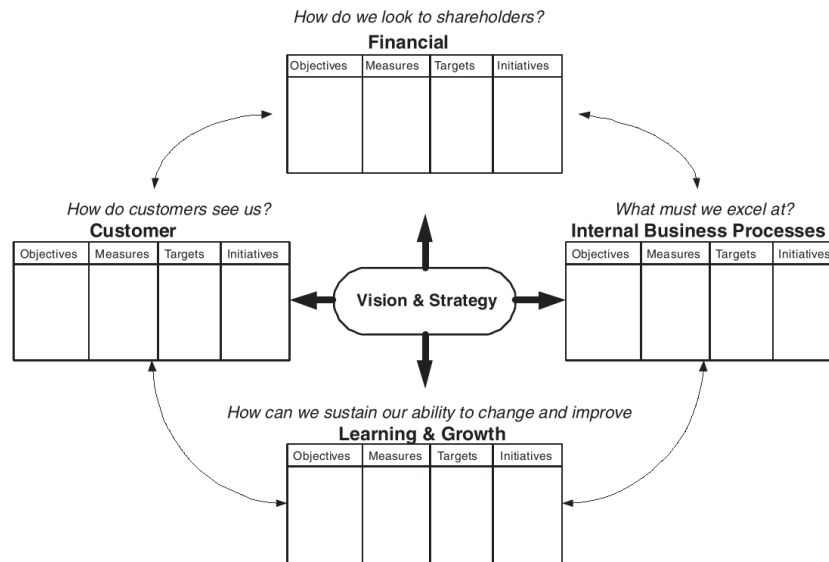 How do we look to shareholders?
Financial
Objectives Measures Targets Initiatives
How do customers see us?
Customer
Objectives Measures Targets Initiatives
What must we excel at?
Internal Business Processes
Objectives Measures Targets Initiatives
Vision & Strategy
How can we sustain our ability to change and improve
Learning & Growth
Objectives Measures Targets Initiatives